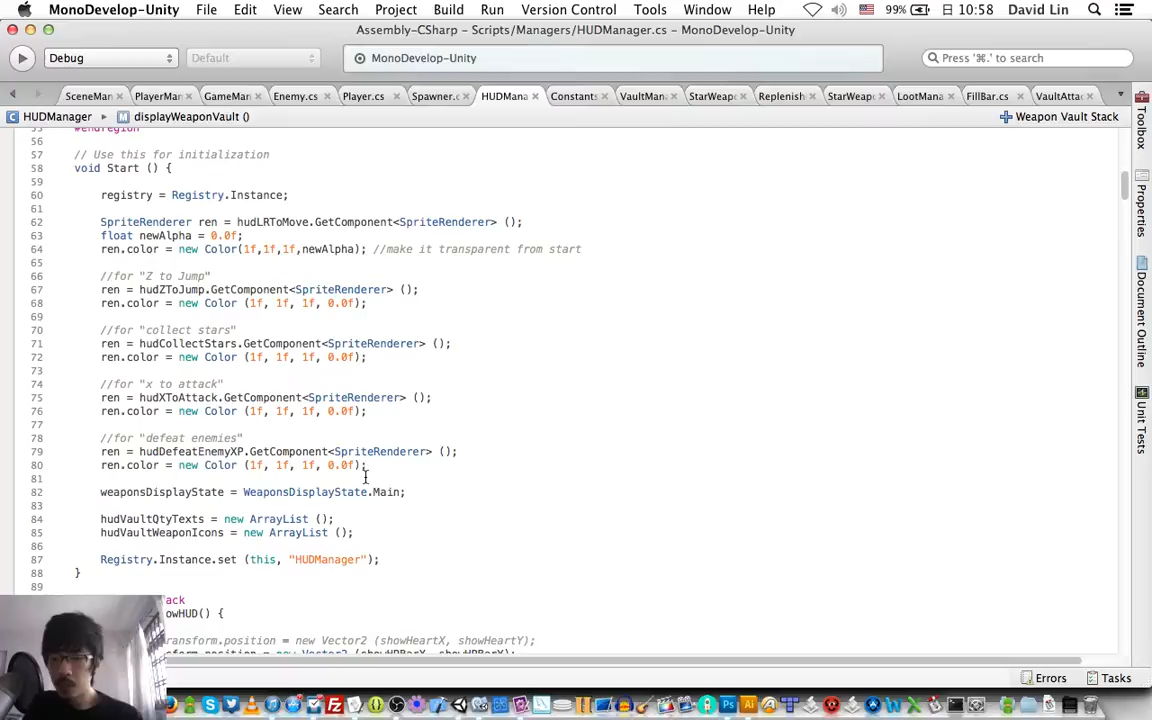 MonoDevelop-Unity File Edit View Search Project Build Run Version Control Tools Window Help 99% 日 10:58 David Lin
Assembly-CSharp – Scripts/Managers/HUDManager.cs – MonoDevelop-Unity
Debug Default MonoDevelop-Unity Press '⌘.' to search
SceneMan PlayerMan GameMan Enemy.cs Player.cs Spawner.c HUDMana Constants VaultMan StarWeap Replenish StarWeap LootMana FillBar.cs VaultAtta
HUDManager displayWeaponVault () Weapon Vault Stack
55 #endregion
56
57 // Use this for initialization
58 void Start () {
59
60 registry = Registry.Instance;
61
62 SpriteRenderer ren = hudLRToMove.GetComponent<SpriteRenderer> ();
63 float newAlpha = 0.0f;
64 ren.color = new Color(1f,1f,1f,newAlpha); //make it transparent from start
65
66 //for "Z to Jump"
67 ren = hudZToJump.GetComponent<SpriteRenderer> ();
68 ren.color = new Color (1f, 1f, 1f, 0.0f);
69
70 //for "collect stars"
71 ren = hudCollectStars.GetComponent<SpriteRenderer> ();
72 ren.color = new Color (1f, 1f, 1f, 0.0f);
73
74 //for "x to attack"
75 ren = hudXToAttack.GetComponent<SpriteRenderer> ();
76 ren.color = new Color (1f, 1f, 1f, 0.0f);
77
78 //for "defeat enemies"
79 ren = hudDefeatEnemyXP.GetComponent<SpriteRenderer> ();
80 ren.color = new Color (1f, 1f, 1f, 0.0f);
81
82 weaponsDisplayState = WeaponsDisplayState.Main;
83
84 hudVaultQtyTexts = new ArrayList ();
85 hudVaultWeaponIcons = new ArrayList ();
86
87 Registry.Instance.set (this, "HUDManager");
88 }
89
ack
owHUD() {
ransform.position = new Vector2 (showHeartX, showHeartY);
Toolbox
Properties
Document Outline
Unit Tests
Errors Tasks